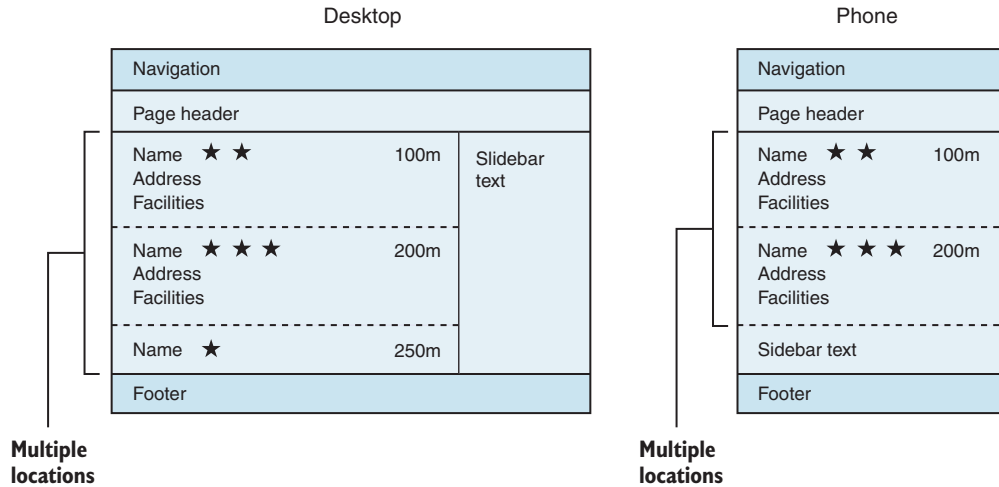 Desktop
Navigation
Page header
Name ★ ★ 100m
Address
Facilities
Name ★ ★ ★ 200m
Address
Facilities
Name ★ 250m
Slidebar
text
Footer
Multiple
locations
Phone
Navigation
Page header
Name ★ ★ 100m
Address
Facilities
Name ★ ★ ★ 200m
Address
Facilities
Sidebar text
Footer
Multiple
locations